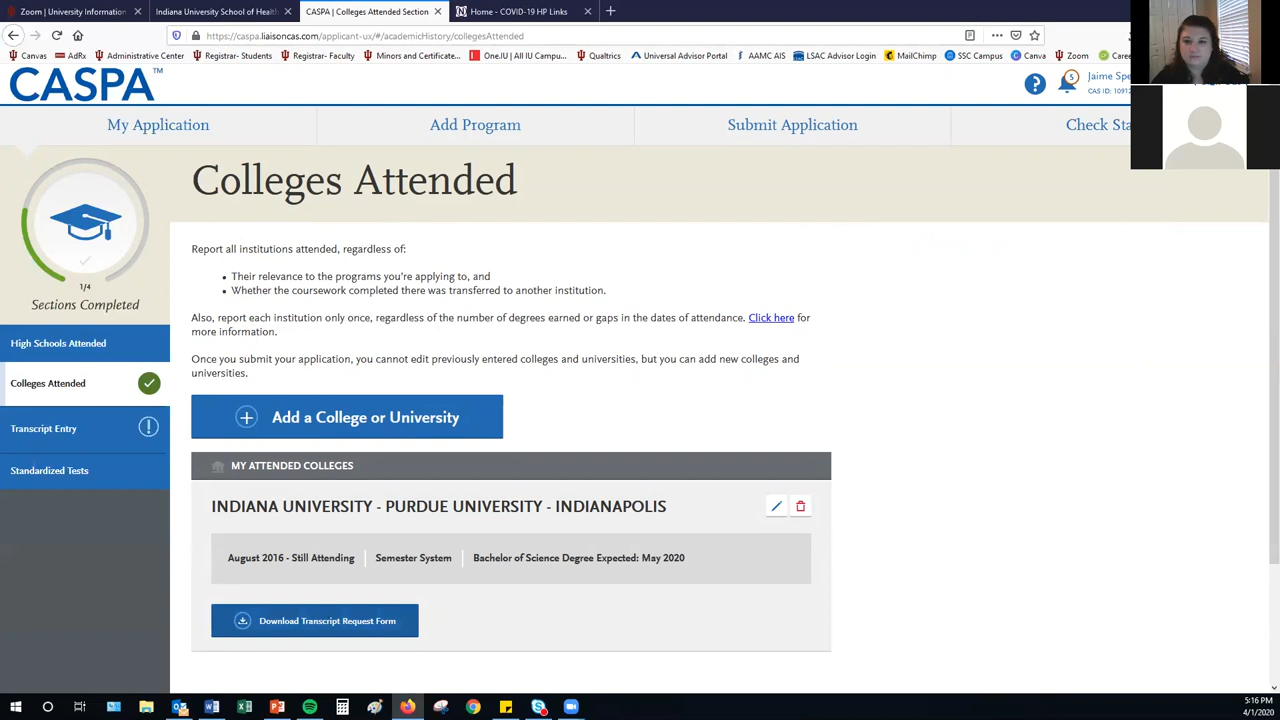 Zoom | University Information
Indiana University School of Health
CASPA | Colleges Attended Section
Home - COVID-19 HP Links
https://caspa.liaisoncas.com/applicant-ux/#/academicHistory/collegesAttended
Canvas
AdRx
Administrative Center
Registrar- Students
Registrar- Faculty
Minors and Certificate...
One.IU | All IU Campu...
Qualtrics
Universal Advisor Portal
AAMC AIS
LSAC Advisor Login
MailChimp
SSC Campus
Canva
Zoom
CASPA™
5
Jaime Spe
CAS ID: 10912
My Application
Add Program
Submit Application
Check Sta
Colleges Attended
1/4
Sections Completed
High Schools Attended
Colleges Attended
Transcript Entry
Standardized Tests
Report all institutions attended, regardless of:
• Their relevance to the programs you're applying to, and
• Whether the coursework completed there was transferred to another institution.
Also, report each institution only once, regardless of the number of degrees earned or gaps in the dates of attendance. Click here for
more information.
Once you submit your application, you cannot edit previously entered colleges and universities, but you can add new colleges and
universities.
Add a College or University
MY ATTENDED COLLEGES
INDIANA UNIVERSITY - PURDUE UNIVERSITY - INDIANAPOLIS
August 2016 - Still Attending
Semester System
Bachelor of Science Degree Expected: May 2020
Download Transcript Request Form
5:16 PM
4/1/2020